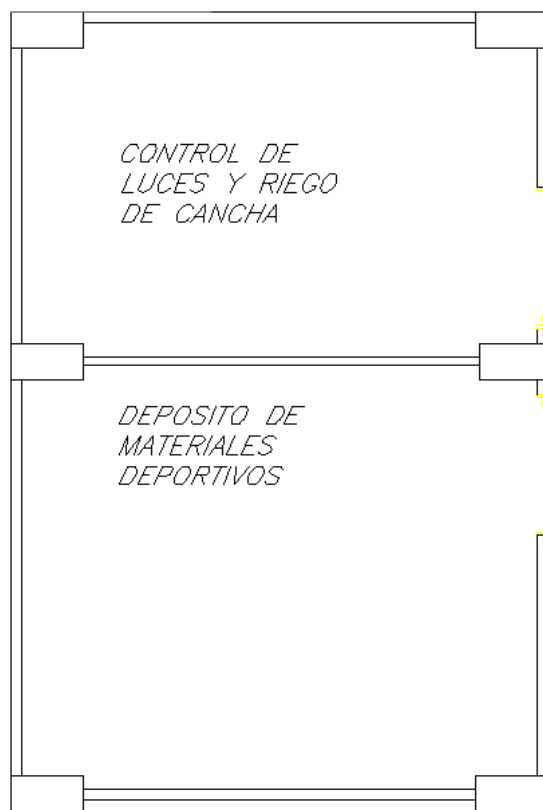 CONTROL DE
LUCES Y RIEGO
DE CANCHA
DEPOSITO DE
MATERIALES
DEPORTIVOS